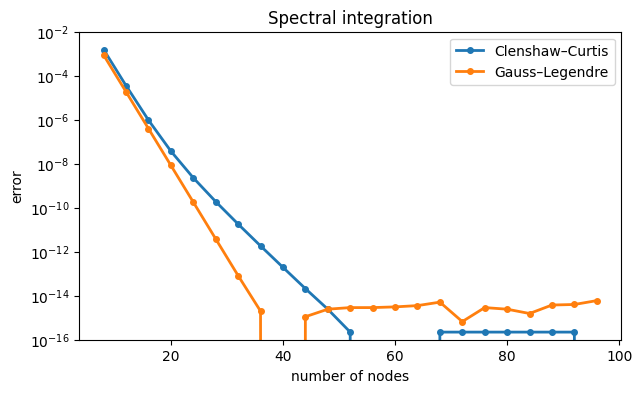 Spectral integration
Clenshaw–Curtis
Gauss–Legendre
error
10⁻²
10⁻⁴
10⁻⁶
10⁻⁸
10⁻¹⁰
10⁻¹²
10⁻¹⁴
10⁻¹⁶
20 40 60 80 100
number of nodes